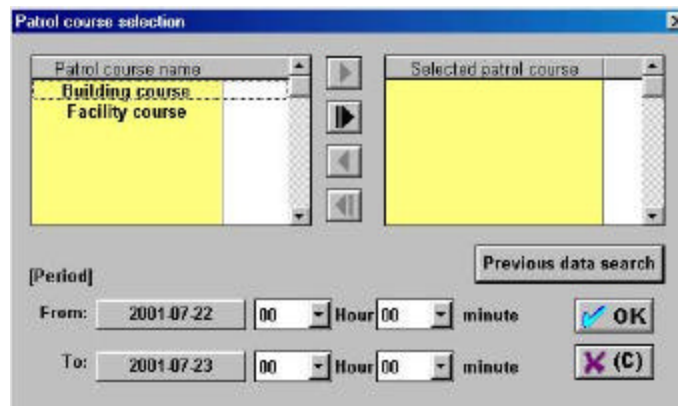 Patrol course selection
Patrol course name
Selected patrol course
Building course
Facility course
Previous data search
[Period]
From: 2001-07-22 00 Hour 00 minute
OK
To: 2001-07-23 00 Hour 00 minute
(C)